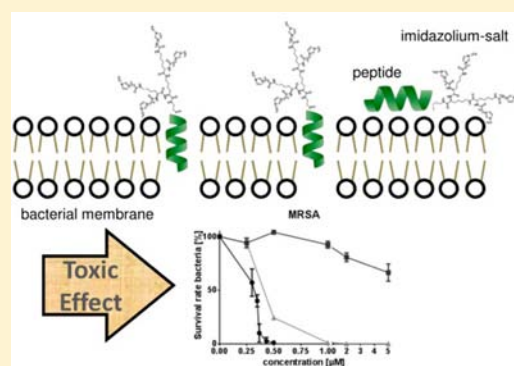 imidazolium-salt
peptide
bacterial membrane
MRSA
Toxic
Effect
Survival rate bacteria [%]
100
50
0.00 0.25 0.50 0.75 1.00 2 3 4 5
concentration [µM]